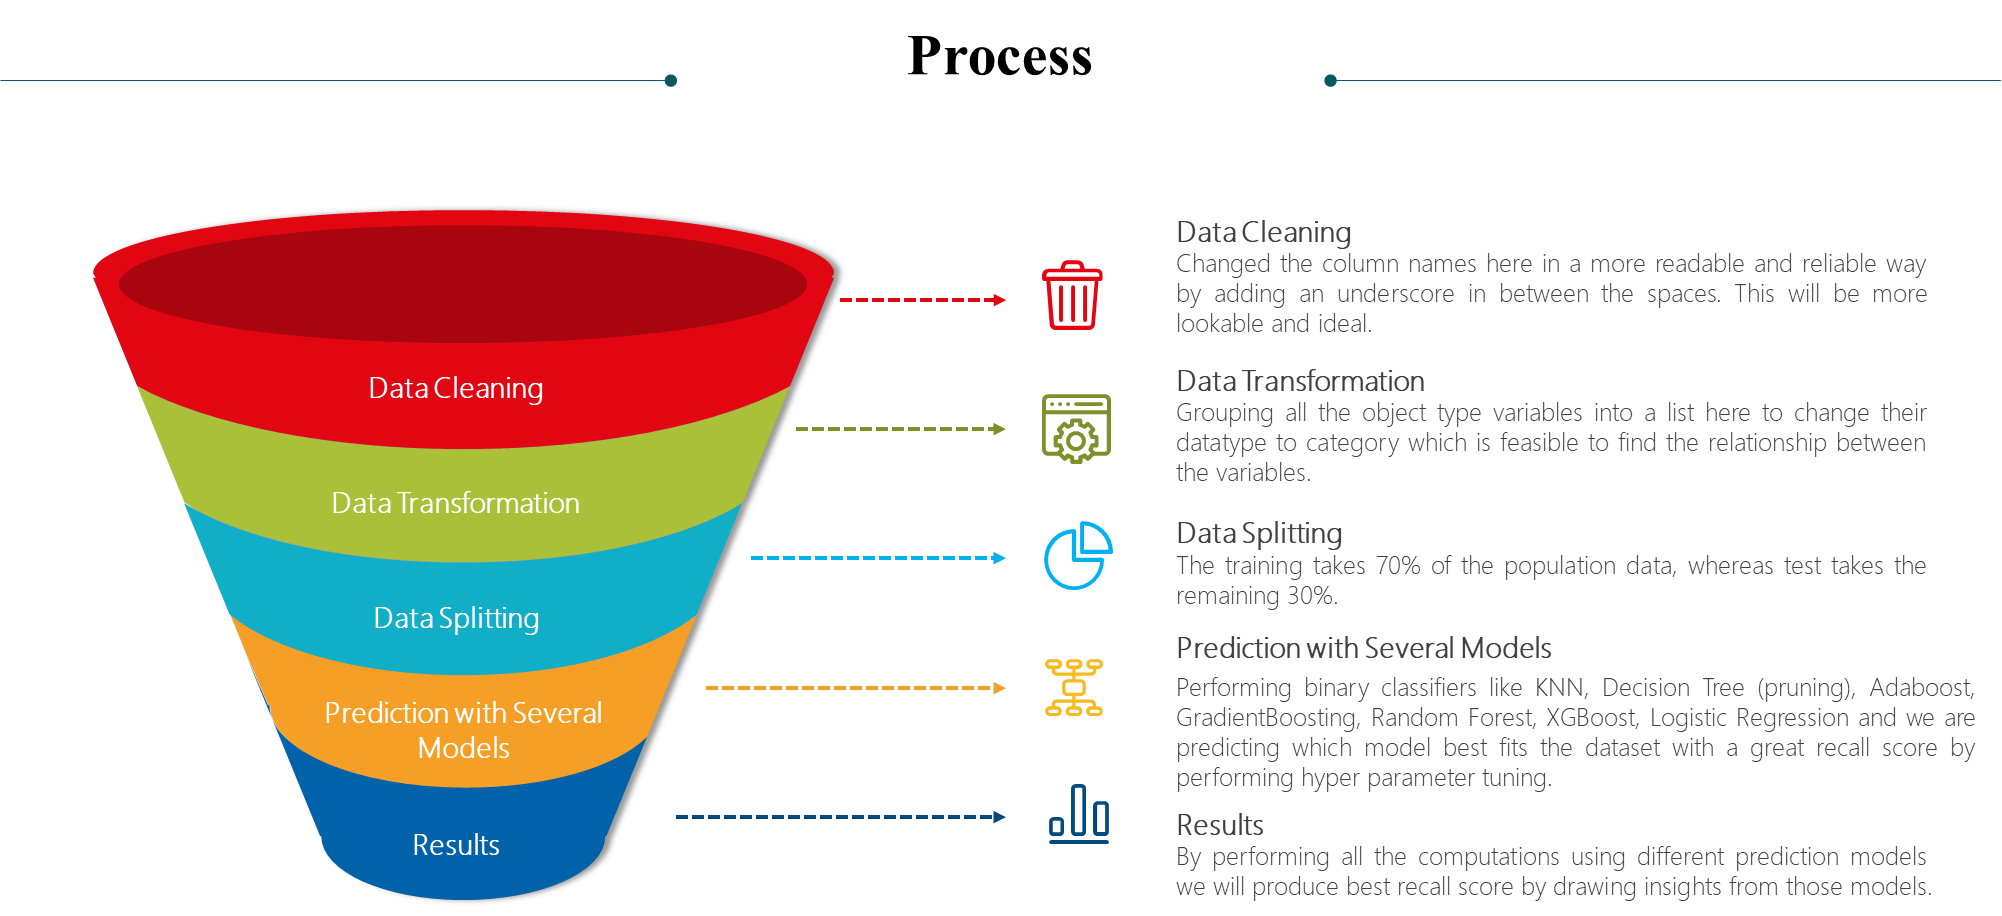 Process
Data Cleaning
Data Transformation
Data Splitting
Prediction with Several
Models
Results
Data Cleaning
Changed the column names here in a more readable and reliable way
by adding an underscore in between the spaces. This will be more
lookable and ideal.
Data Transformation
Grouping all the object type variables into a list here to change their
datatype to category which is feasible to find the relationship between
the variables.
Data Splitting
The training takes 70% of the population data, whereas test takes the
remaining 30%.
Prediction with Several Models
Performing binary classifiers like KNN, Decision Tree (pruning), Adaboost,
GradientBoosting, Random Forest, XGBoost, Logistic Regression and we are
predicting which model best fits the dataset with a great recall score by
performing hyper parameter tuning.
Results
By performing all the computations using different prediction models
we will produce best recall score by drawing insights from those models.